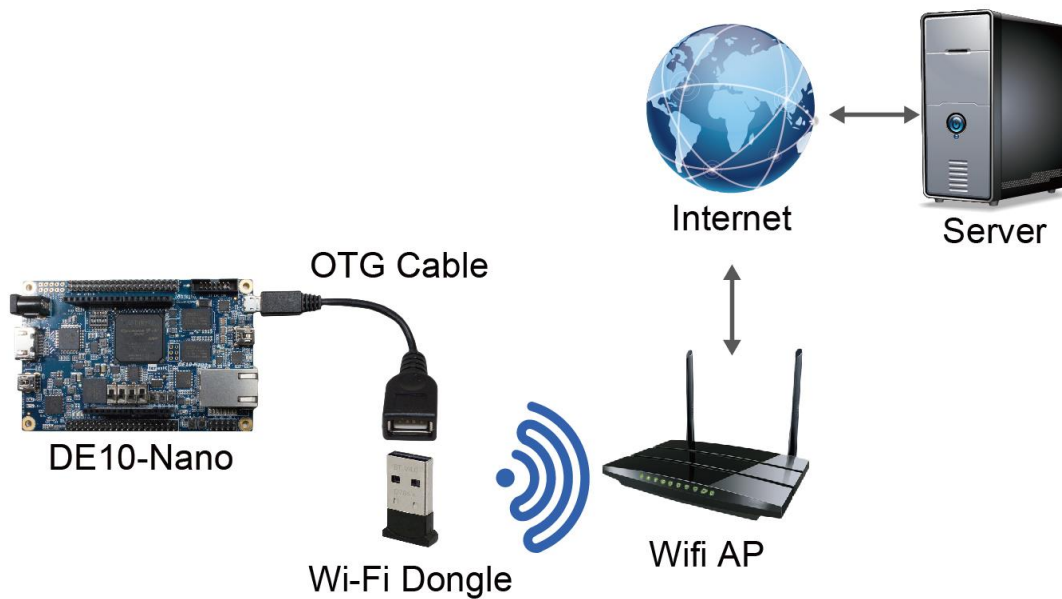 Internet
Server
OTG Cable
DE10-Nano
Wi-Fi Dongle
Wifi AP